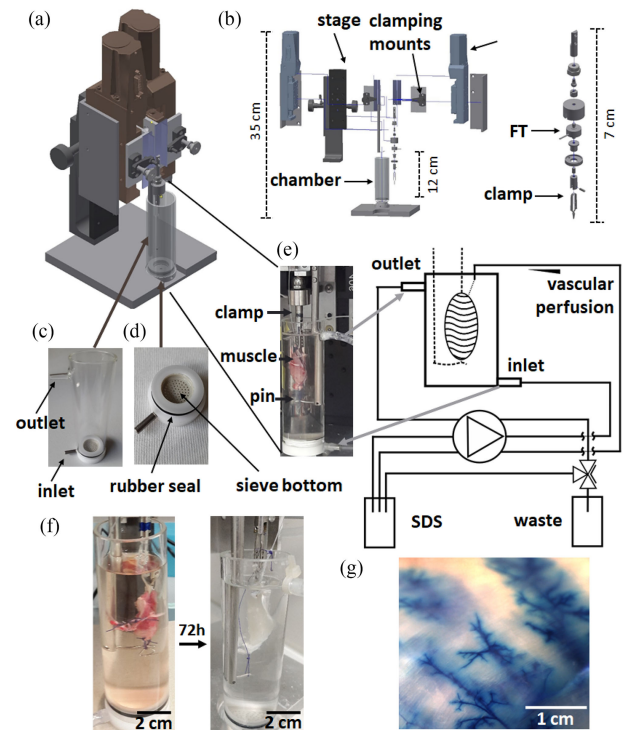 (a)
35 cm
(b)
stage
clamping
mounts
chamber
12 cm
FT
clamp
7 cm
(c)
outlet
inlet
(d)
rubber seal
sieve bottom
(e)
clamp
muscle
pin
outlet
vascular
perfusion
inlet
SDS
waste
(f)
72h
2 cm
2 cm
(g)
1 cm